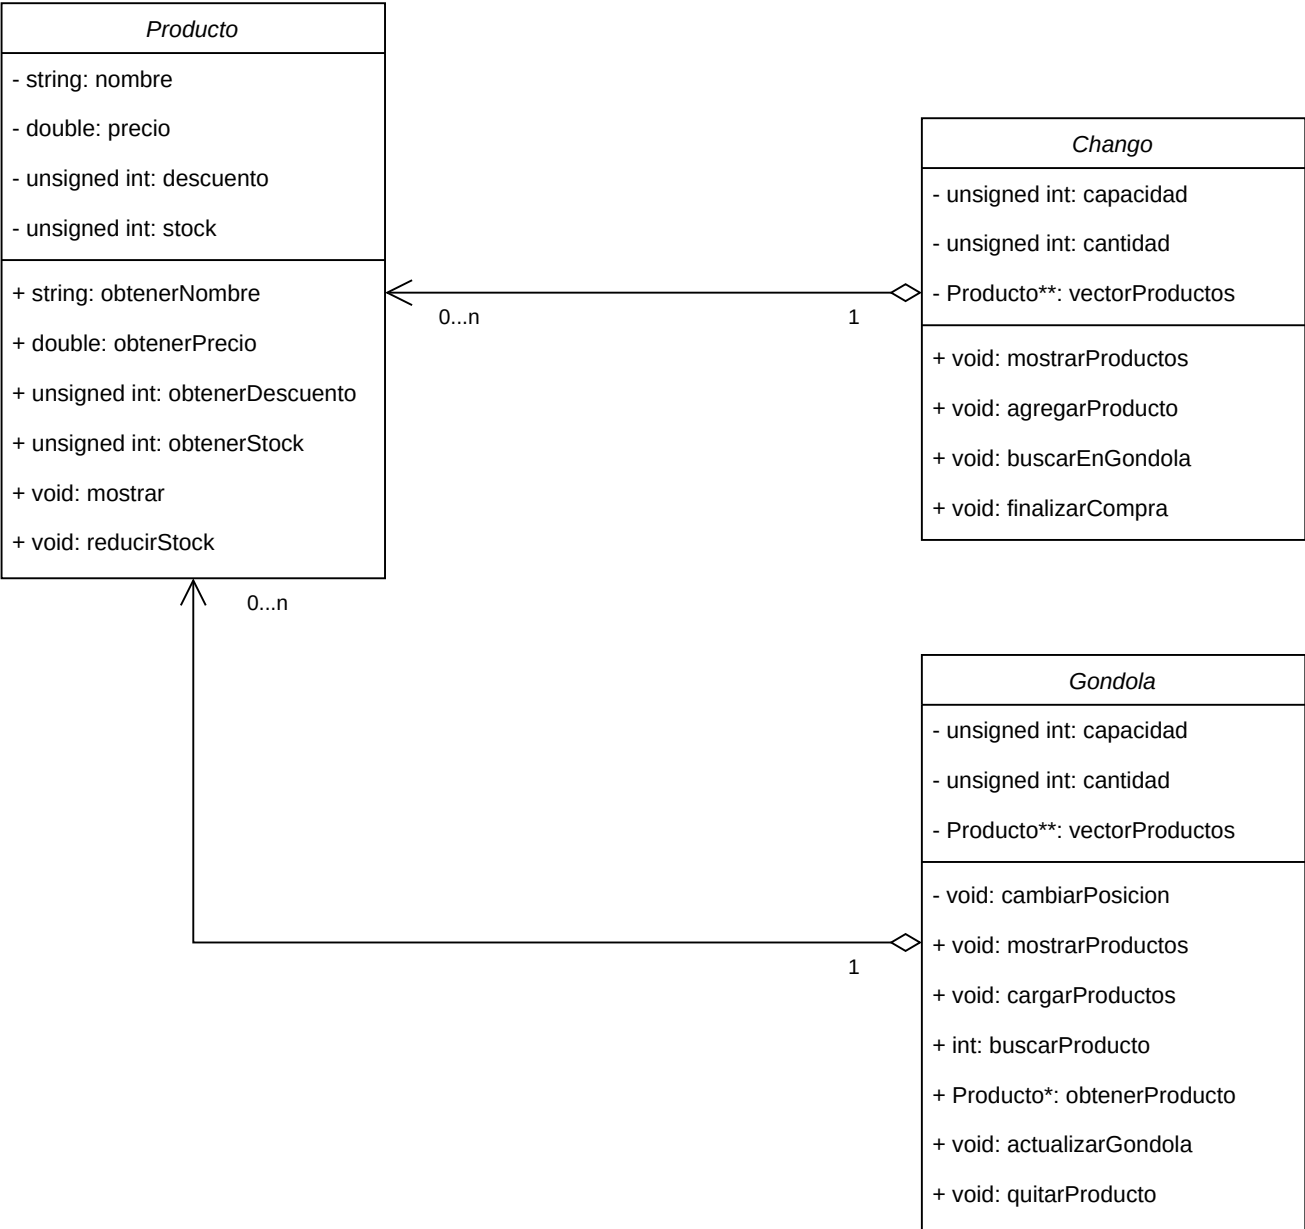 Producto
- string: nombre
- double: precio
- unsigned int: descuento
- unsigned int: stock
+ string: obtenerNombre
+ double: obtenerPrecio
+ unsigned int: obtenerDescuento
+ unsigned int: obtenerStock
+ void: mostrar
+ void: reducirStock
0...n
1
Chango
- unsigned int: capacidad
- unsigned int: cantidad
- Producto**: vectorProductos
+ void: mostrarProductos
+ void: agregarProducto
+ void: buscarEnGondola
+ void: finalizarCompra
0...n
1
Gondola
- unsigned int: capacidad
- unsigned int: cantidad
- Producto**: vectorProductos
- void: cambiarPosicion
+ void: mostrarProductos
+ void: cargarProductos
+ int: buscarProducto
+ Producto*: obtenerProducto
+ void: actualizarGondola
+ void: quitarProducto